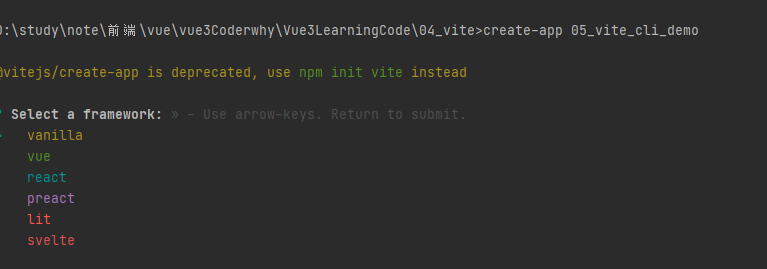 D:\study\note\前端\vue\vue3Coderwhy\Vue3LearningCode\04_vite>create-app 05_vite_cli_demo
@vitejs/create-app is deprecated, use npm init vite instead
? Select a framework: » - Use arrow-keys. Return to submit.
> vanilla
vue
react
preact
lit
svelte